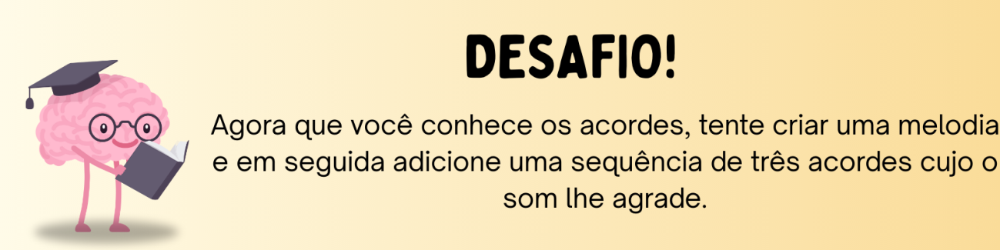 DESAFIO!
Agora que você conhece os acordes, tente criar uma melodia
e em seguida adicione uma sequência de três acordes cujo o
som lhe agrade.